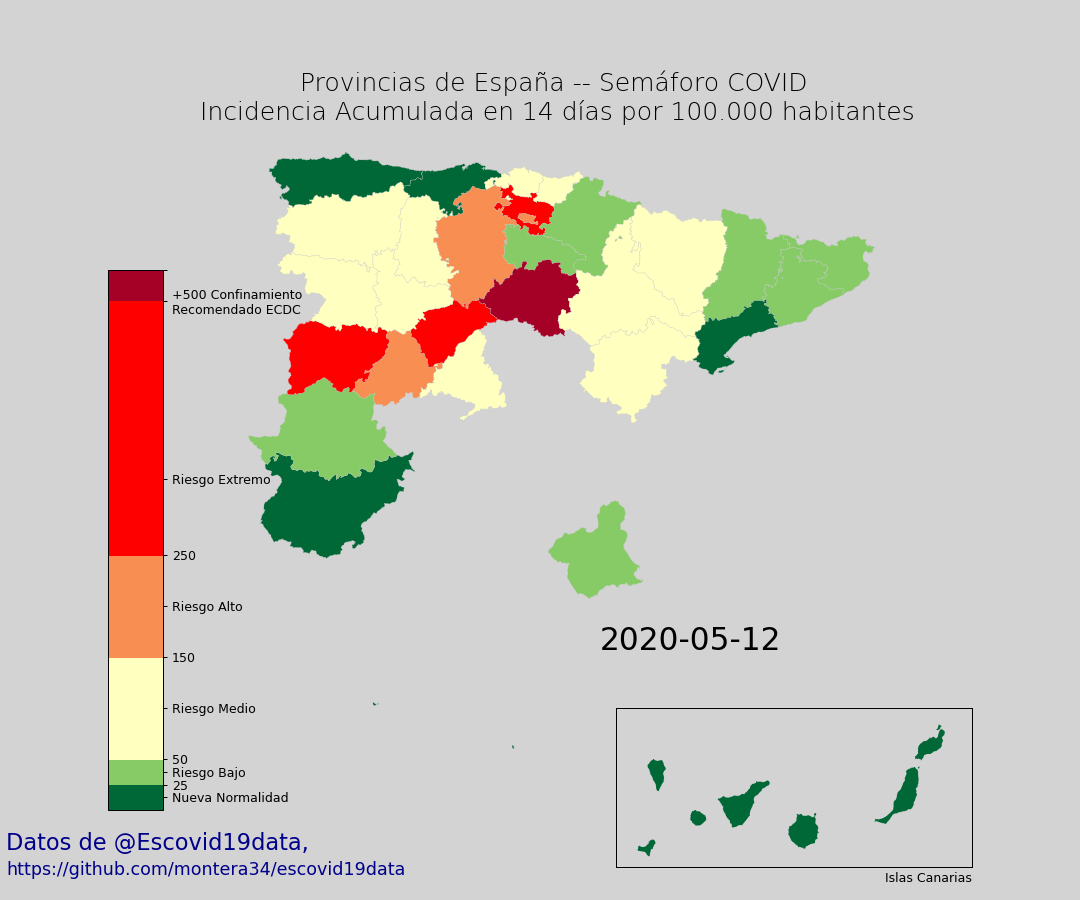 Provincias de España -- Semáforo COVID
Incidencia Acumulada en 14 días por 100.000 habitantes
+500 Confinamiento
Recomendado ECDC
Riesgo Extremo
250
Riesgo Alto
150
Riesgo Medio
50
Riesgo Bajo
25
Nueva Normalidad
2020-05-12
Islas Canarias
Datos de @Escovid19data,
https://github.com/montera34/escovid19data